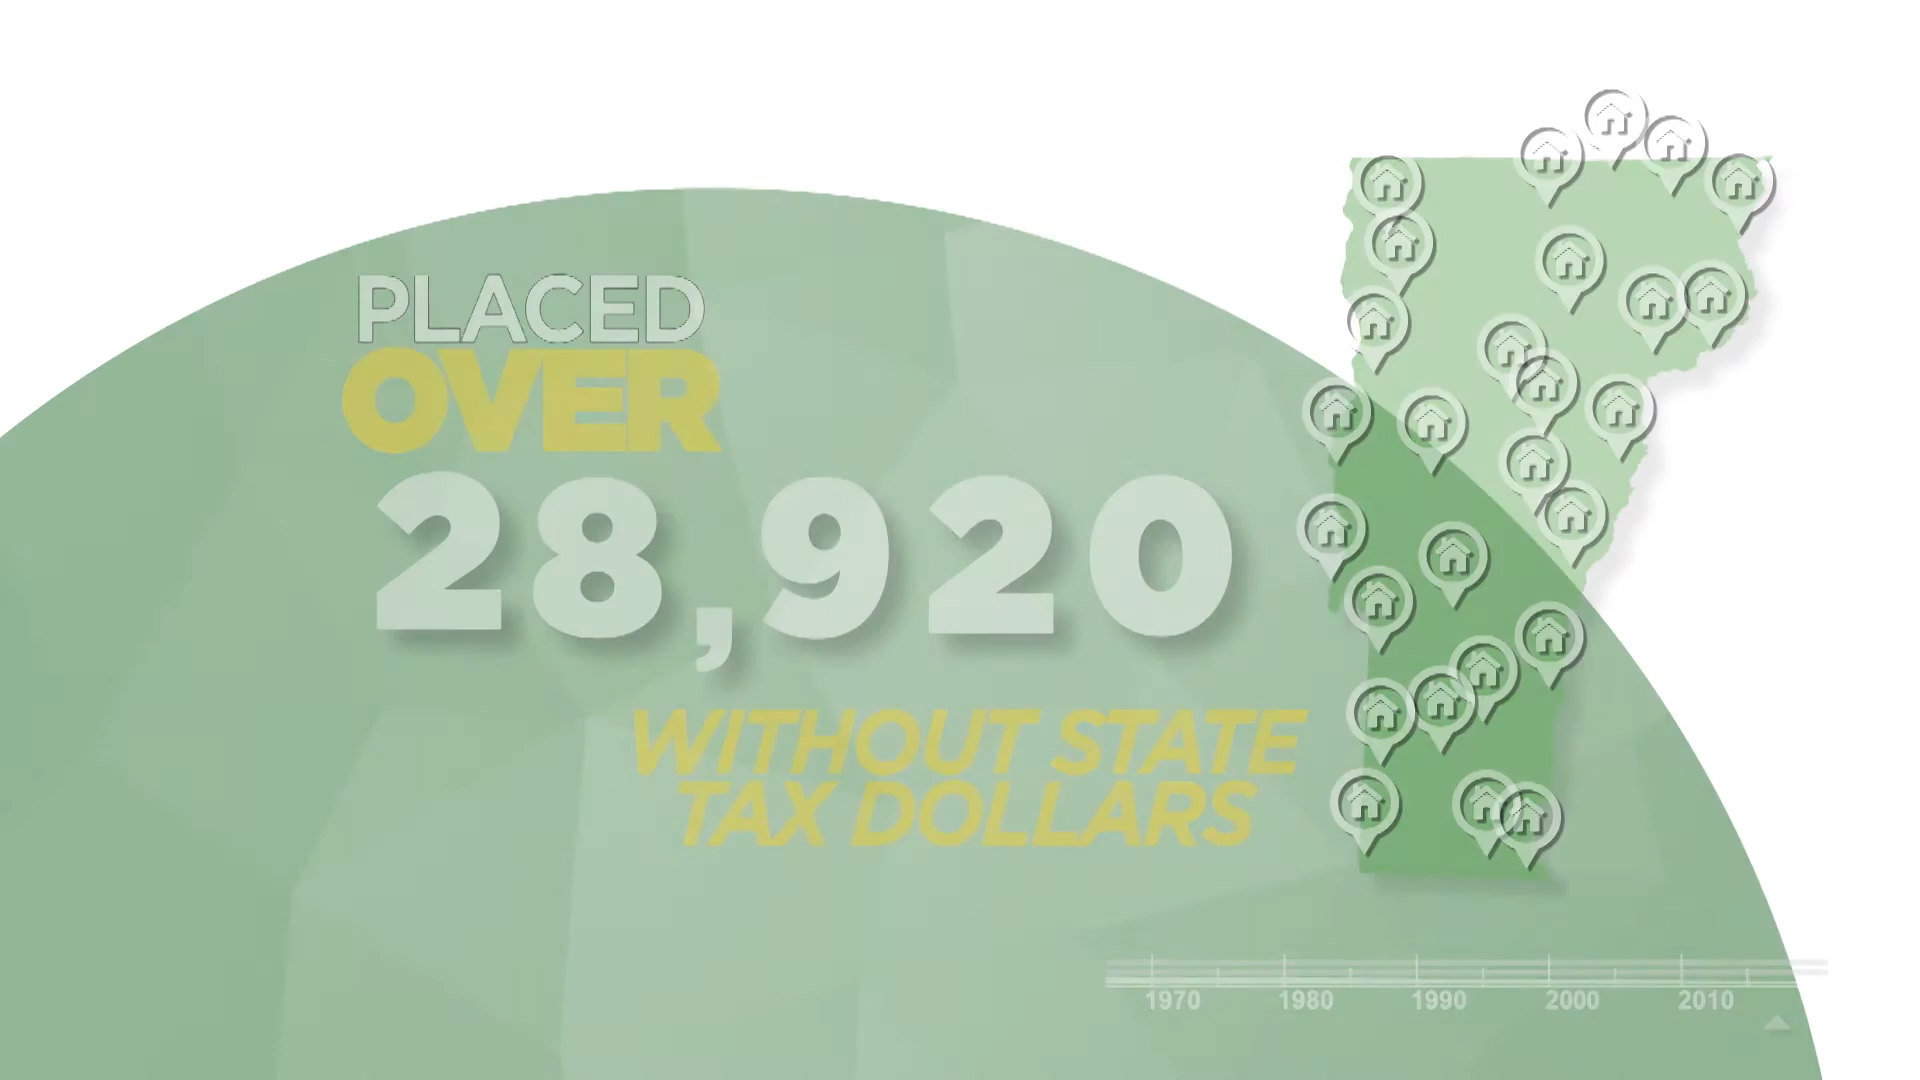 PLACED
OVER
28,920
WITHOUT STATE
TAX DOLLARS
1970 1980 1990 2000 2010